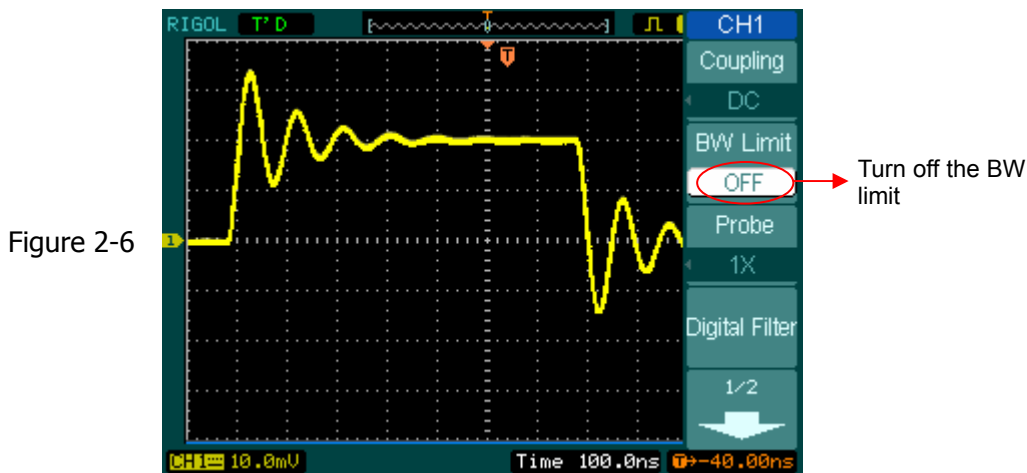 RIGOL T'D T CH1
T
Coupling
DC
BW Limit
OFF
Turn off the BW
limit
Probe
1X
Figure 2-6
1
Digital Filter
1/2
CH1 10.0mV Time 100.0ns T→-40.00ns